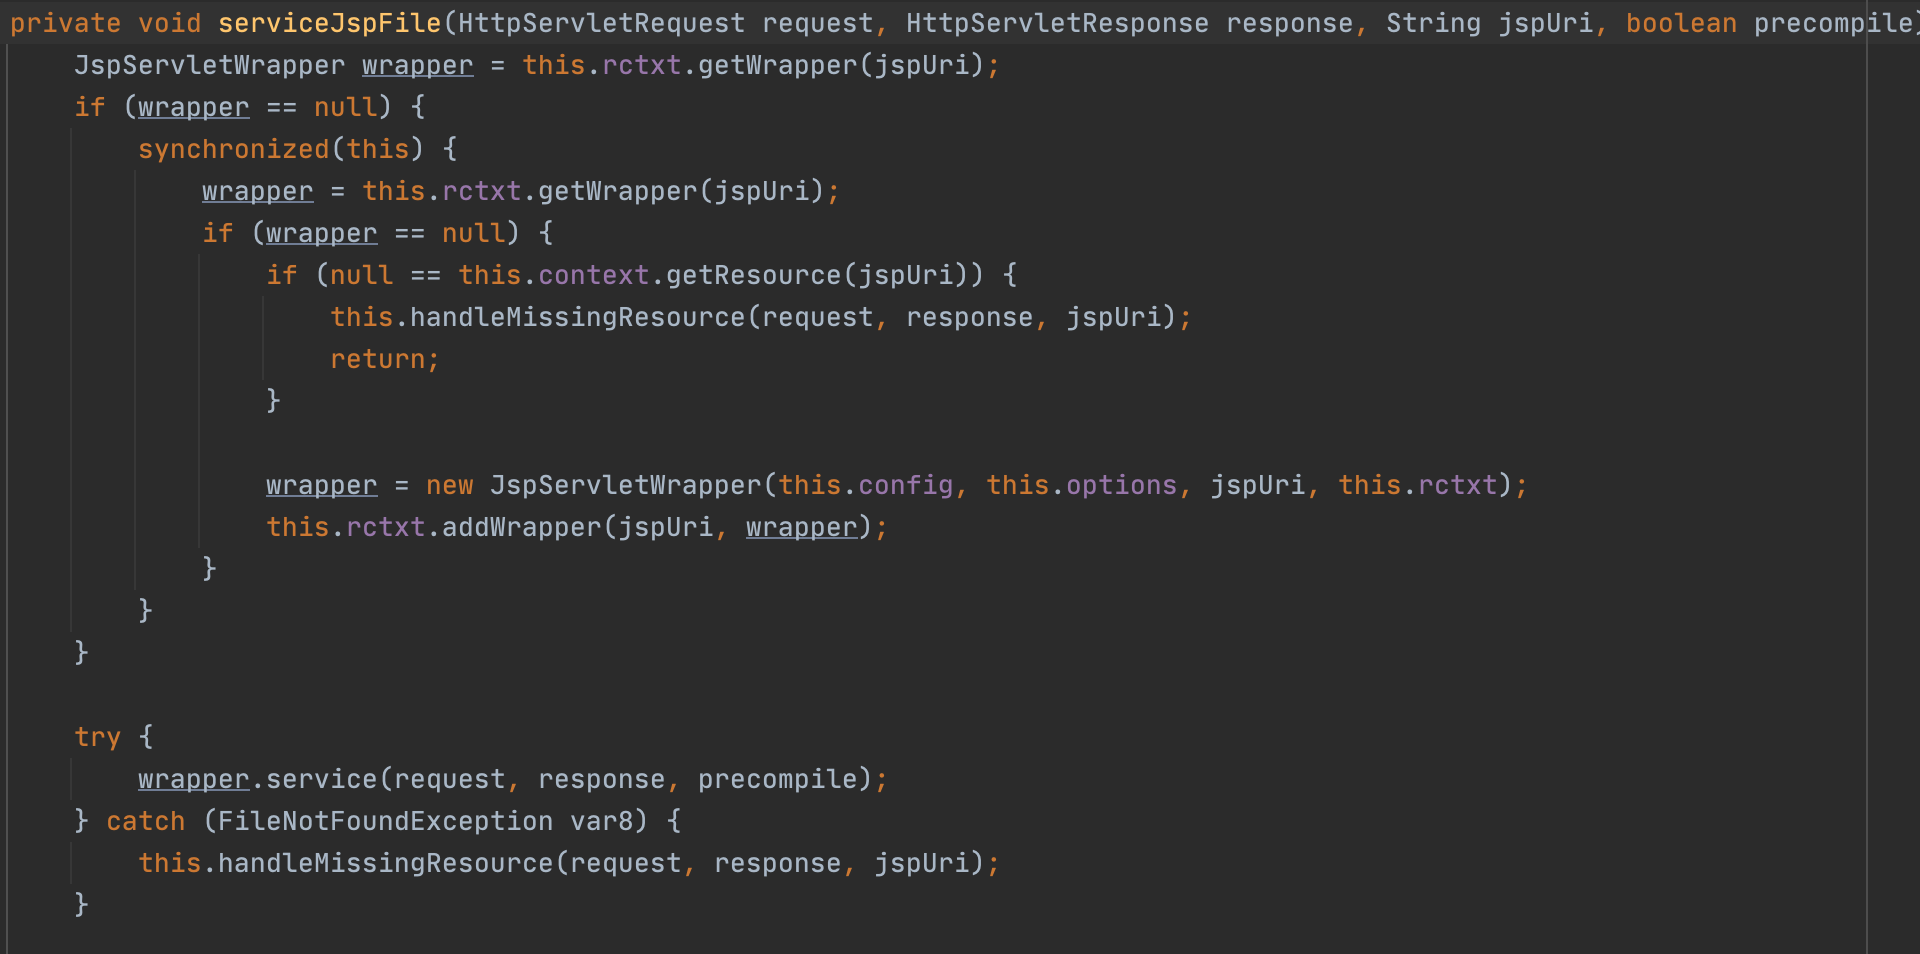 private void serviceJspFile(HttpServletRequest request, HttpServletResponse response, String jspUri, boolean precompile)
JspServletWrapper wrapper = this.rctxt.getWrapper(jspUri);
if (wrapper == null) {
synchronized(this) {
wrapper = this.rctxt.getWrapper(jspUri);
if (wrapper == null) {
if (null == this.context.getResource(jspUri)) {
this.handleMissingResource(request, response, jspUri);
return;
}
wrapper = new JspServletWrapper(this.config, this.options, jspUri, this.rctxt);
this.rctxt.addWrapper(jspUri, wrapper);
}
}
}
try {
wrapper.service(request, response, precompile);
} catch (FileNotFoundException var8) {
this.handleMissingResource(request, response, jspUri);
}